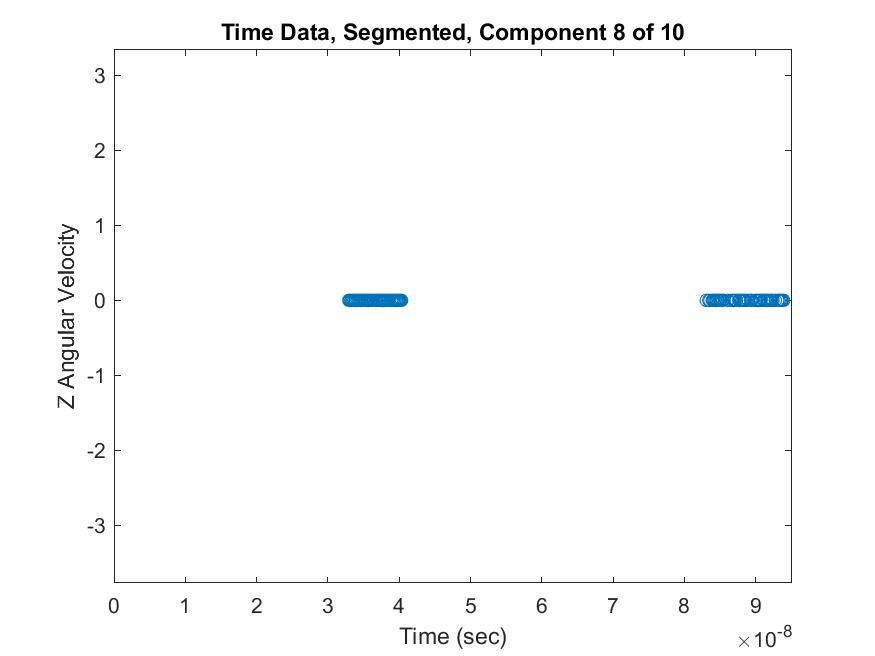 Time Data, Segmented, Component 8 of 10
Z Angular Velocity
3
2
1
0
-1
-2
-3
0 1 2 3 4 5 6 7 8 9
Time (sec)
×10-8